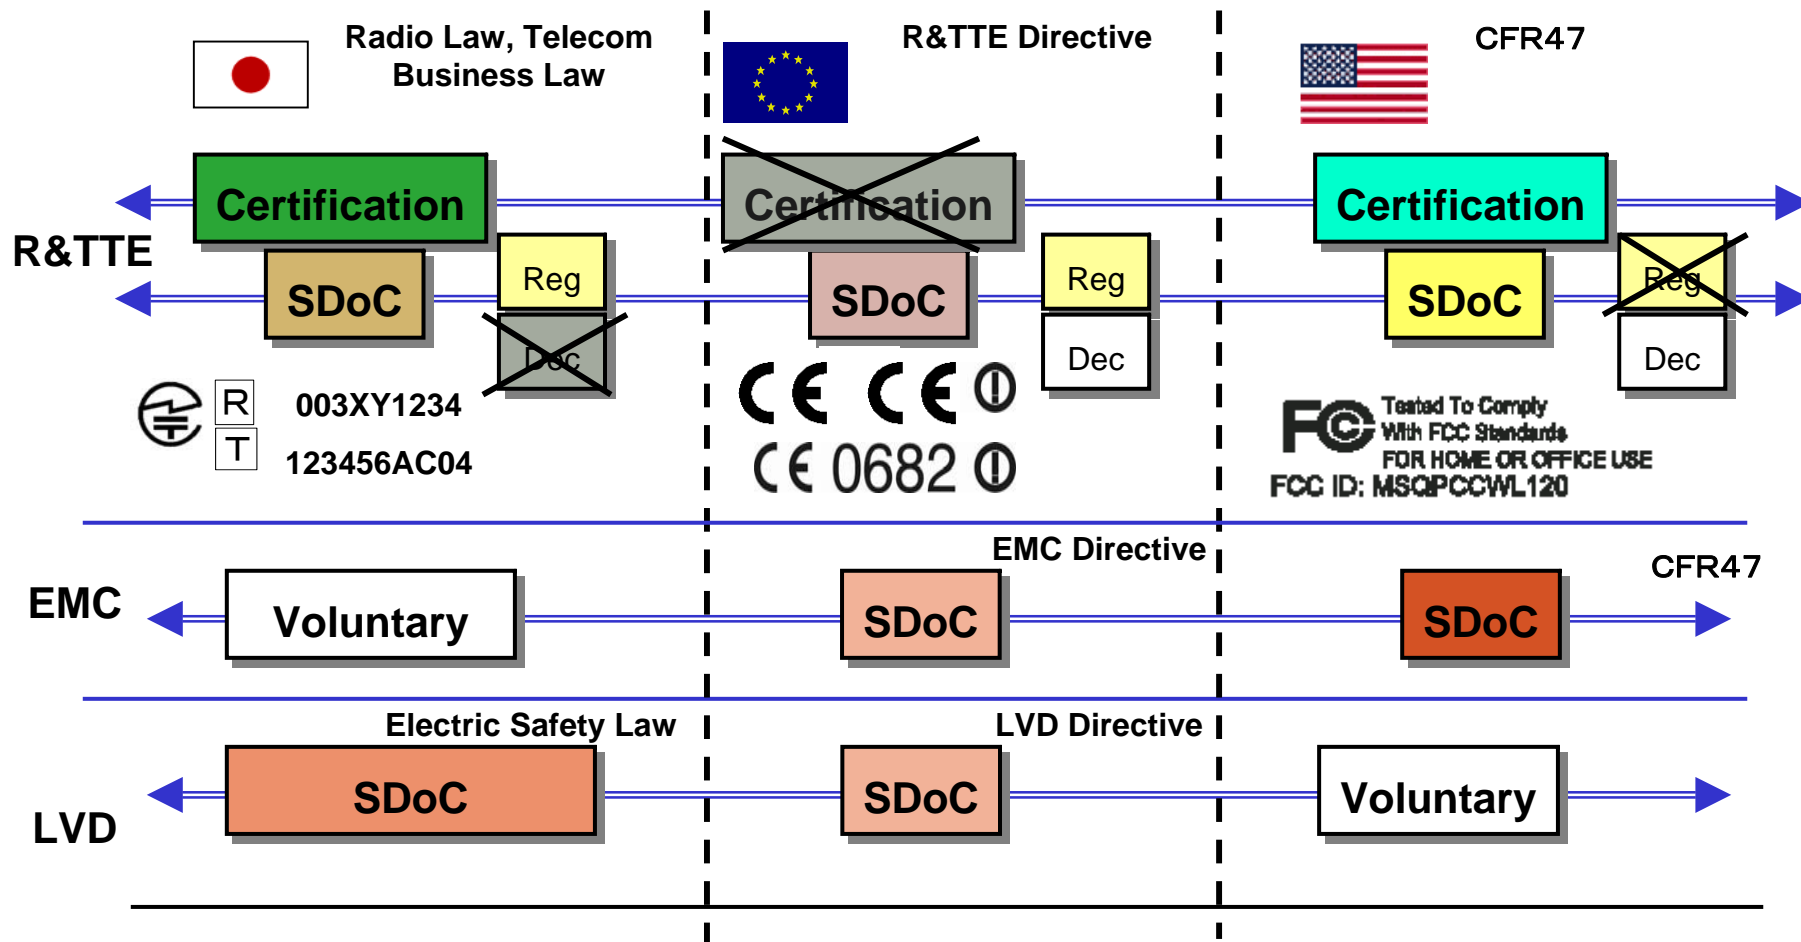 Radio Law, Telecom
Business Law
R&TTE Directive
CFR47
R&TTE
Certification
Certification
Certification
SDoC
Reg
Dec
SDoC
Reg
Dec
SDoC
Reg
Dec
R
003XY1234
T
123456AC04
CE CE
CE 0682
FC Tested To Comply
With FCC Standards
FOR HOME OR OFFICE USE
FCC ID: MSQPCCWL120
EMC Directive
CFR47
EMC
Voluntary
SDoC
SDoC
Electric Safety Law
LVD Directive
LVD
SDoC
SDoC
Voluntary